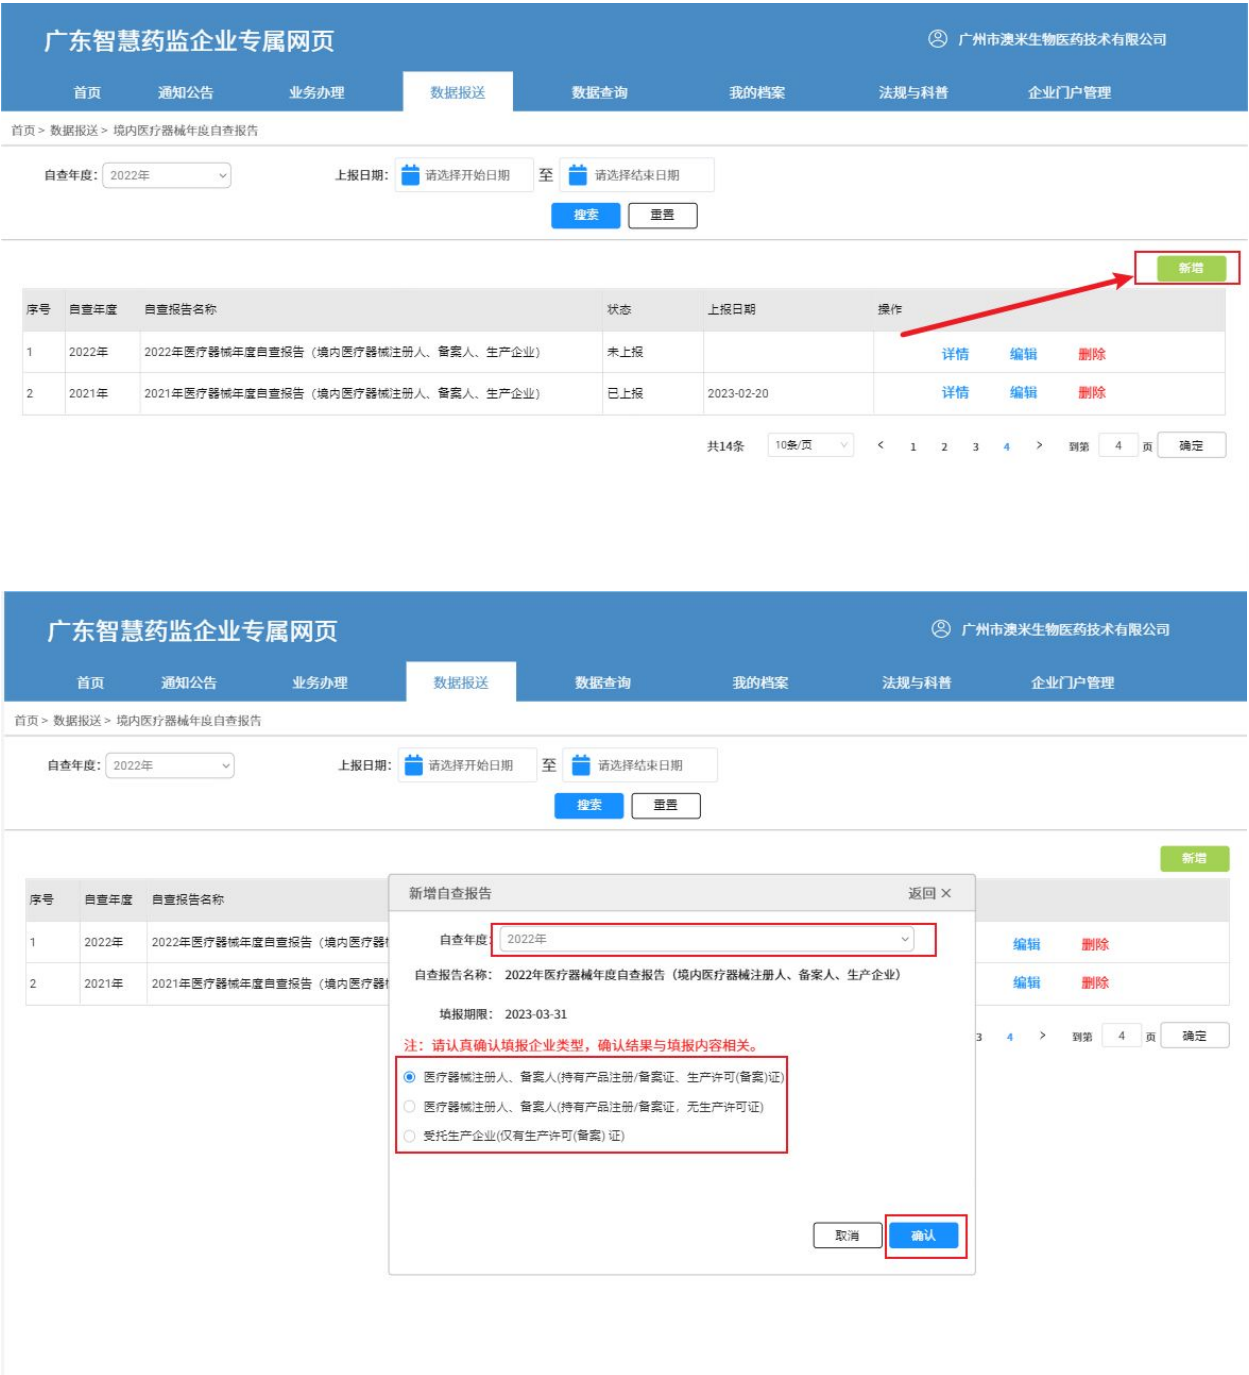 广东智慧药监企业专属网页
广州市澳米生物医药技术有限公司
首页 通知公告 业务办理 数据报送 数据查询 我的档案 法规与科普 企业门户管理
首页> 数据报送> 境内医疗器械年度自查报告
自查年度： 2022年 上报日期： 请选择开始日期 至 请选择结束日期
搜索 重置
新增
序号 自查年度 自查报告名称 状态 上报日期 操作
1 2022年 2022年医疗器械年度自查报告（境内医疗器械注册人、备案人、生产企业） 未上报 详情 编辑 删除
2 2021年 2021年医疗器械年度自查报告（境内医疗器械注册人、备案人、生产企业） 已上报 2023-02-20 详情 编辑 删除
共14条 10条/页 < 1 2 3 4 > 到第 4 页 确定
广东智慧药监企业专属网页
广州市澳米生物医药技术有限公司
首页 通知公告 业务办理 数据报送 数据查询 我的档案 法规与科普 企业门户管理
首页> 数据报送> 境内医疗器械年度自查报告
自查年度： 2022年 上报日期： 请选择开始日期 至 请选择结束日期
搜索 重置
新增
序号 自查年度 自查报告名称
1 2022年 2022年医疗器械年度自查报告（境内医疗器 编辑 删除
2 2021年 2021年医疗器械年度自查报告（境内医疗器 编辑 删除
3 4 > 到第 4 页 确定
新增自查报告 返回 ×
自查年度： 2022年
自查报告名称： 2022年医疗器械年度自查报告（境内医疗器械注册人、备案人、生产企业）
填报期限： 2023-03-31
注：请认真确认填报企业类型，确认结果与填报内容相关。
医疗器械注册人、备案人(持有产品注册/备案证、生产许可(备案)证)
医疗器械注册人、备案人(持有产品注册/备案证，无生产许可证)
受托生产企业(仅有生产许可(备案) 证)
取消 确认